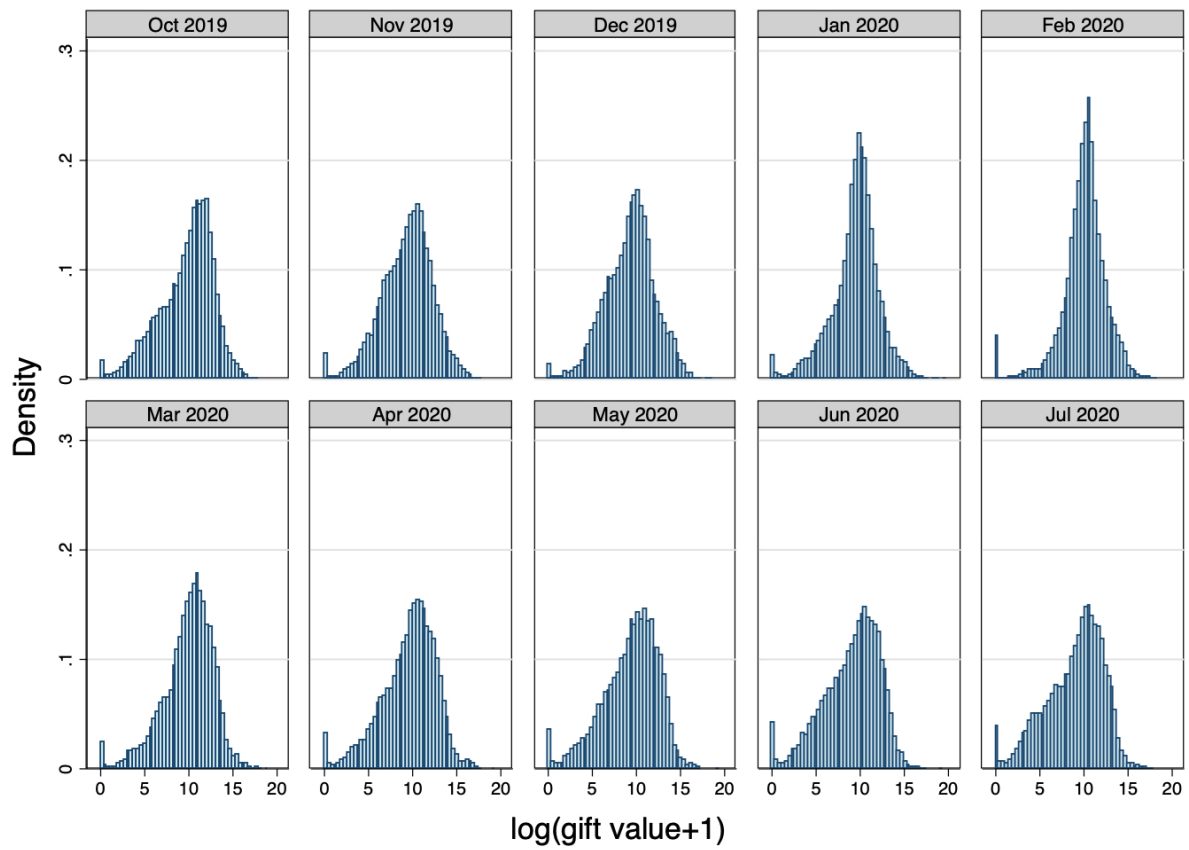 Oct 2019 Nov 2019 Dec 2019 Jan 2020 Feb 2020
.3
.2
.1
0
Density
Mar 2020 Apr 2020 May 2020 Jun 2020 Jul 2020
.3
.2
.1
0
0 5 10 15 20 0 5 10 15 20 0 5 10 15 20 0 5 10 15 20 0 5 10 15 20
log(gift value+1)